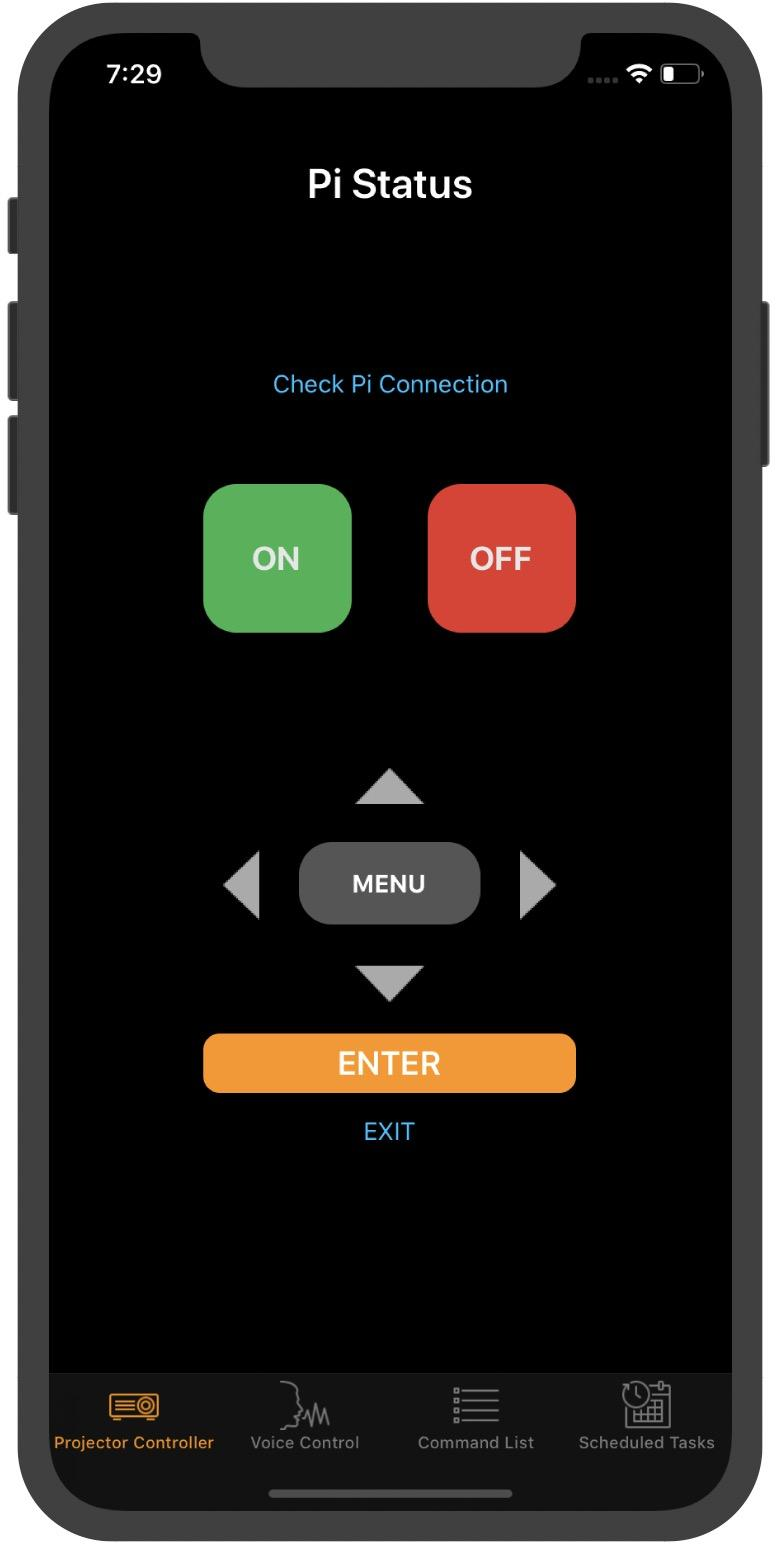 7:29
Pi Status
Check Pi Connection
ON OFF
MENU
ENTER
EXIT
Projector Controller Voice Control Command List Scheduled Tasks